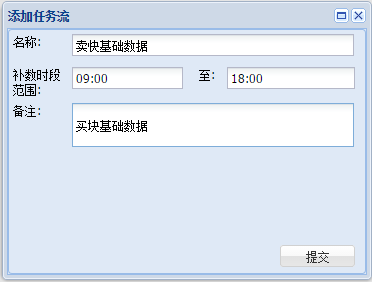 添加任务流
名称: 卖快基础数据
补数时段 09:00 至: 18:00
范围:
备注:
买块基础数据
提交